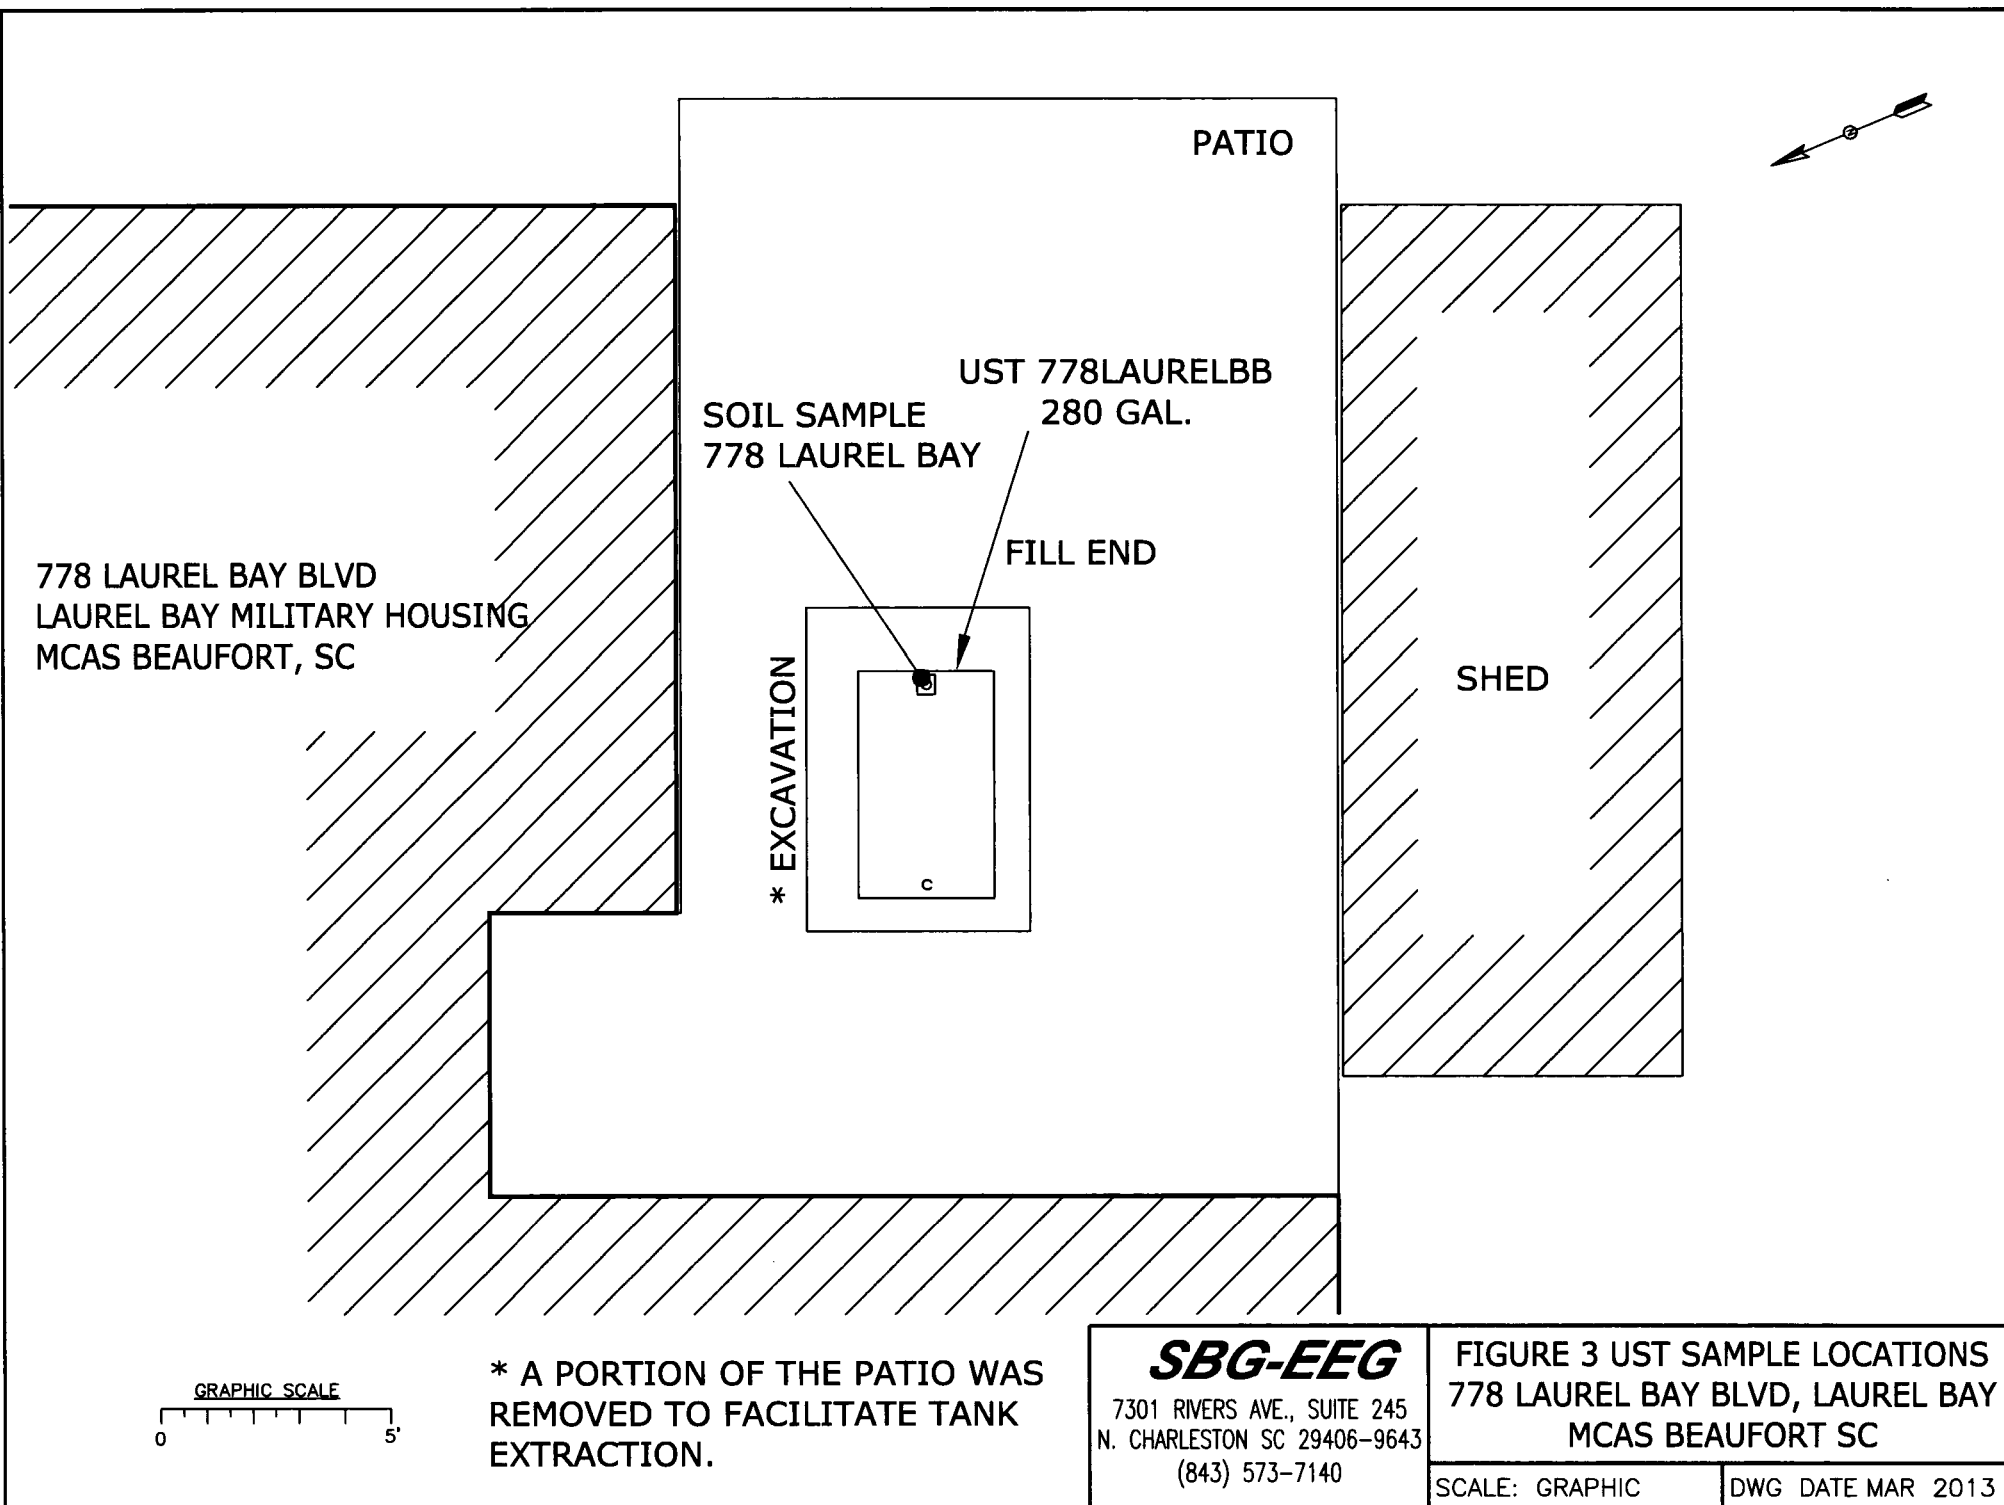 PATIO
UST 778LAURELBB
280 GAL.
SOIL SAMPLE
778 LAUREL BAY
FILL END
778 LAUREL BAY BLVD
LAUREL BAY MILITARY HOUSING
MCAS BEAUFORT, SC
* EXCAVATION
SHED
C
GRAPHIC SCALE
0 5'
* A PORTION OF THE PATIO WAS
REMOVED TO FACILITATE TANK
EXTRACTION.
SBG-EEG
7301 RIVERS AVE., SUITE 245
N. CHARLESTON SC 29406-9643
(843) 573-7140
FIGURE 3 UST SAMPLE LOCATIONS
778 LAUREL BAY BLVD, LAUREL BAY
MCAS BEAUFORT SC
SCALE: GRAPHIC
DWG DATE MAR 2013